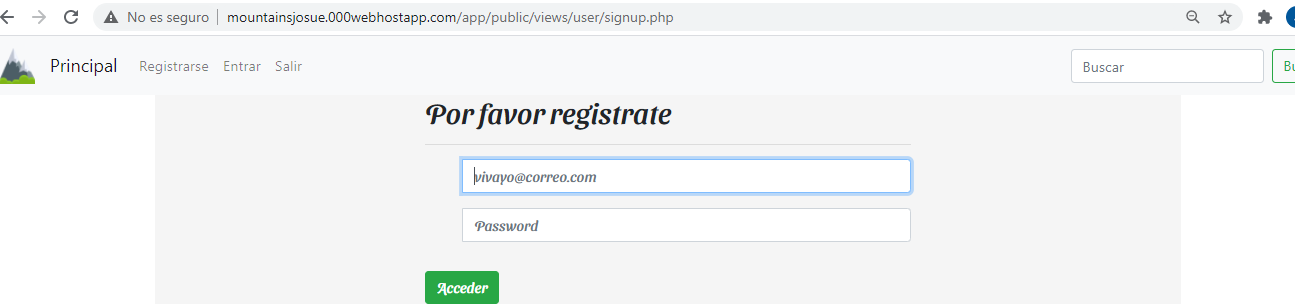 No es seguro mountainsjosue.000webhostapp.com/app/public/views/user/signup.php
Principal Registrarse Entrar Salir Buscar
Por favor registrate
vivayo@correo.com
Password
Acceder